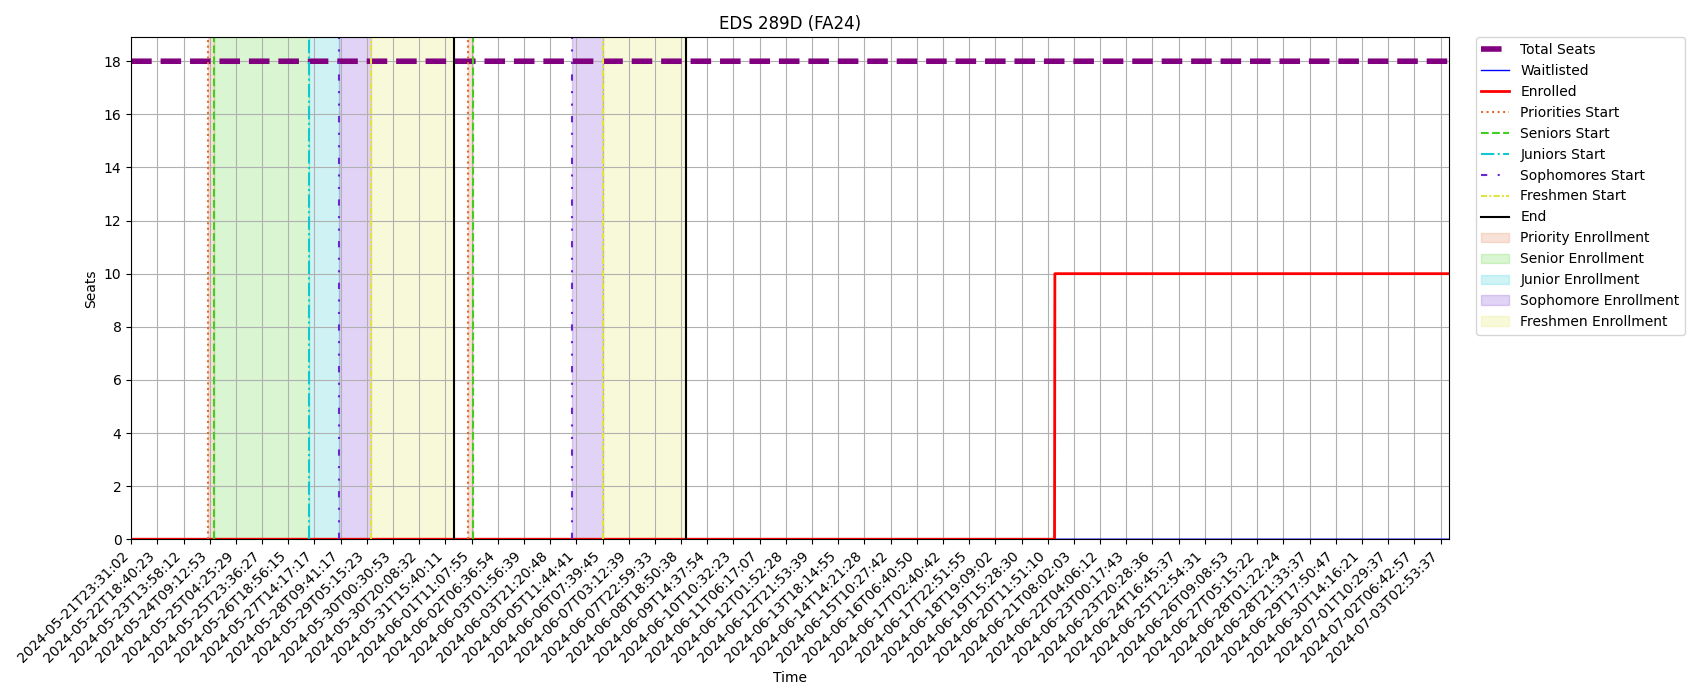 EDS 289D (FA24)
Seats
18
16
14
12
10
8
6
4
2
0
2024-05-21T23:31:02
2024-05-22T18:40:23
2024-05-23T13:58:12
2024-05-24T09:12:53
2024-05-25T04:25:29
2024-05-25T23:36:27
2024-05-26T18:56:15
2024-05-27T14:17:17
2024-05-28T09:41:17
2024-05-29T05:15:23
2024-05-30T00:30:53
2024-05-30T20:08:32
2024-05-31T15:40:11
2024-06-01T11:07:55
2024-06-02T06:36:54
2024-06-03T01:56:39
2024-06-03T21:20:48
2024-06-05T11:44:41
2024-06-06T07:39:45
2024-06-07T03:12:39
2024-06-07T22:59:33
2024-06-08T18:50:38
2024-06-09T14:37:54
2024-06-10T10:32:23
2024-06-11T06:17:07
2024-06-12T01:52:28
2024-06-12T21:53:39
2024-06-13T18:14:55
2024-06-14T14:21:28
2024-06-15T10:27:42
2024-06-16T06:40:50
2024-06-17T02:40:42
2024-06-17T22:51:55
2024-06-18T19:09:02
2024-06-19T15:28:30
2024-06-20T11:51:10
2024-06-21T08:02:03
2024-06-22T04:06:12
2024-06-23T00:17:43
2024-06-23T20:28:36
2024-06-24T16:45:37
2024-06-25T12:54:31
2024-06-26T09:08:53
2024-06-27T05:15:22
2024-06-28T01:22:24
2024-06-28T21:33:37
2024-06-29T17:50:47
2024-06-30T14:16:21
2024-07-01T10:29:37
2024-07-02T06:42:57
2024-07-03T02:53:37
Time
Total Seats
Waitlisted
Enrolled
Priorities Start
Seniors Start
Juniors Start
Sophomores Start
Freshmen Start
End
Priority Enrollment
Senior Enrollment
Junior Enrollment
Sophomore Enrollment
Freshmen Enrollment